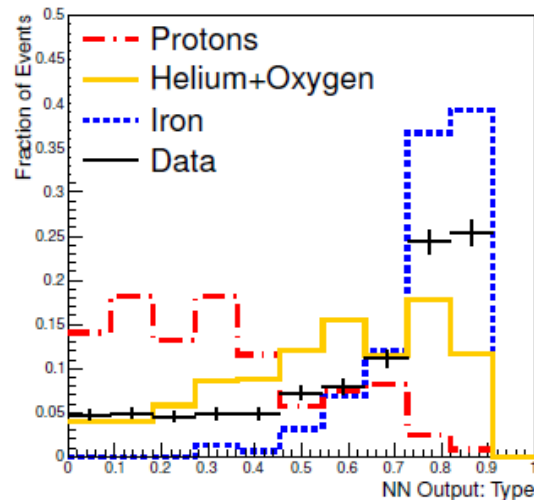 Fraction of Events
0.5
0.45
0.4
0.35
0.3
0.25
0.2
0.15
0.1
0.05
0
Protons
Helium+Oxygen
Iron
Data
0 0.1 0.2 0.3 0.4 0.5 0.6 0.7 0.8 0.9 1
NN Output: Type